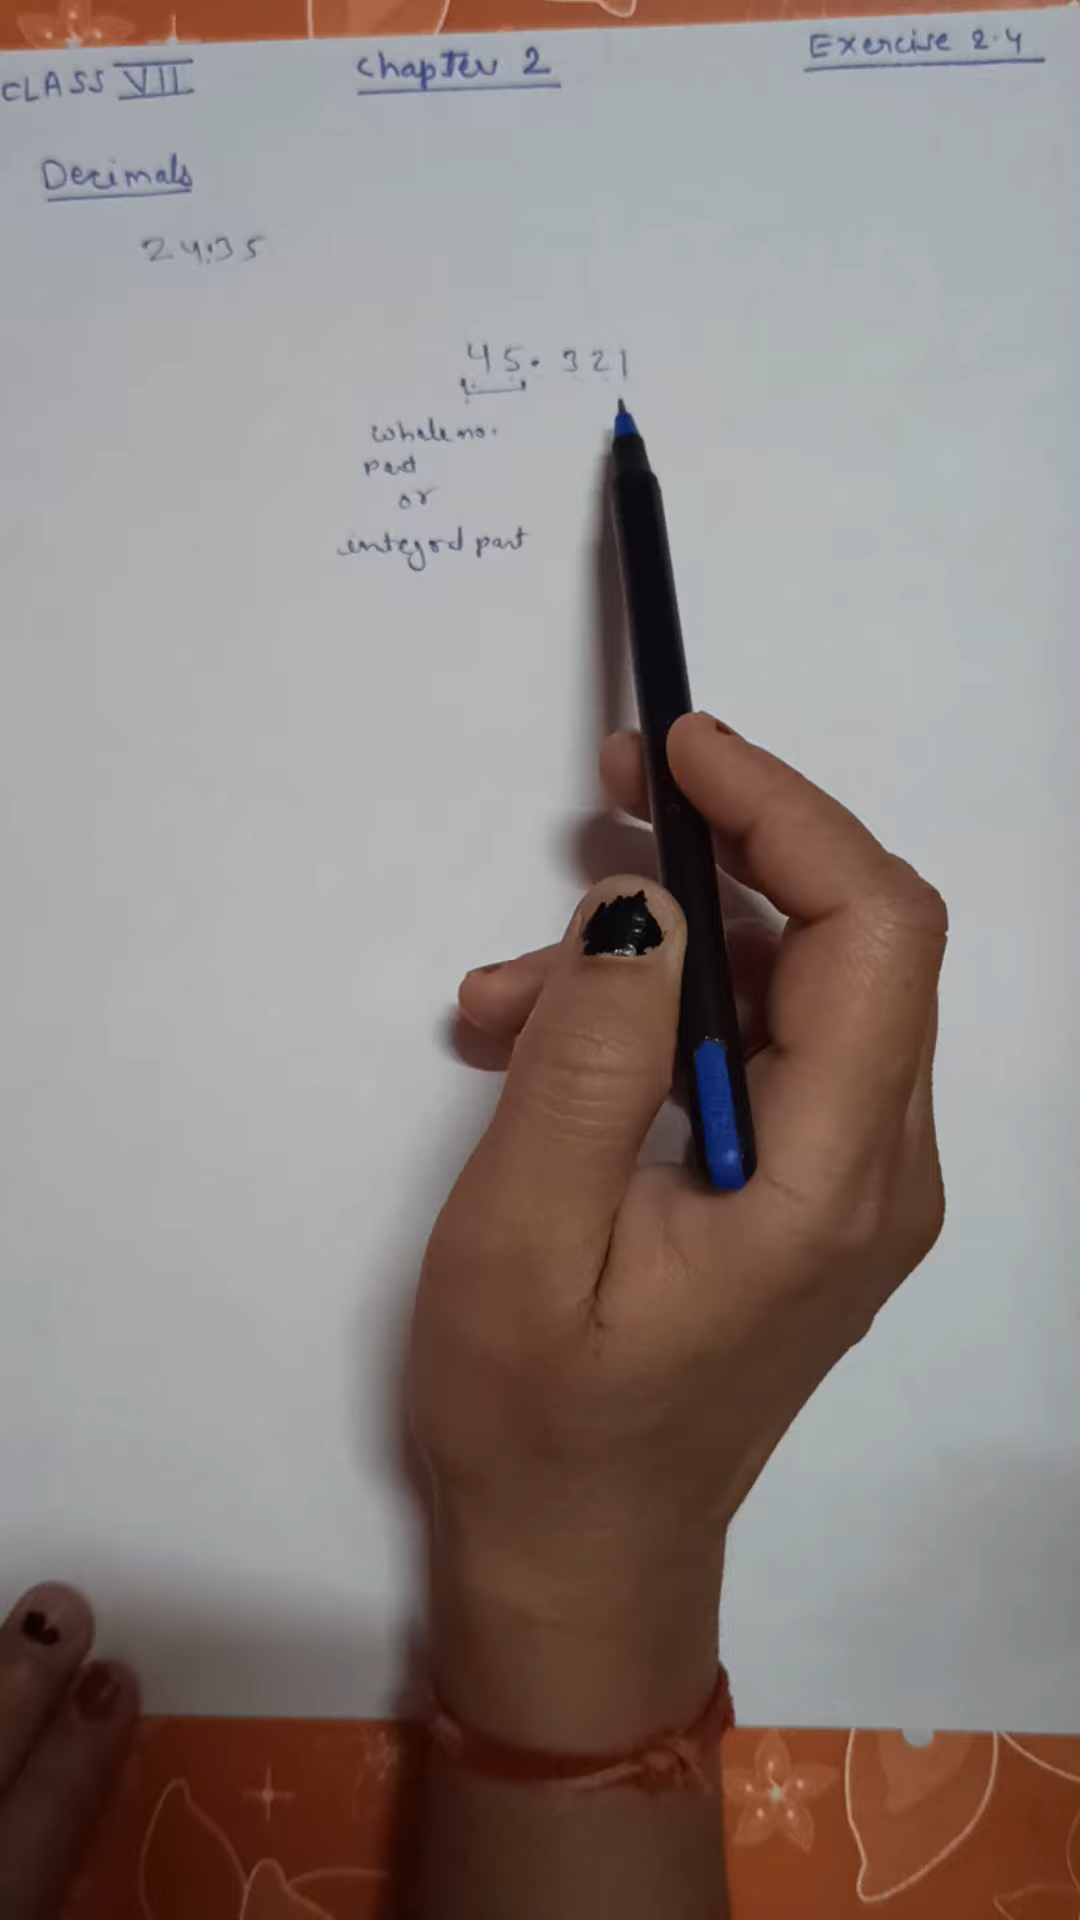 CLASS VII
Chapter 2
Exercise 2.4
Decimals
24.35
45.321
whole no.
part
or
integral part